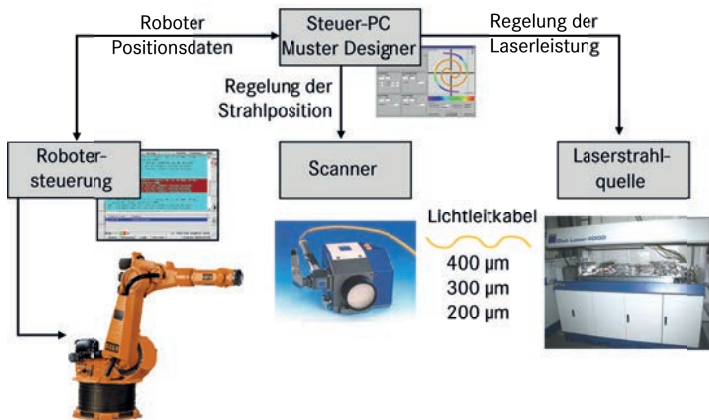 Roboter
Positionsdaten
Steuer-PC
Muster Designer
Regelung der
Laserleistung
Regelung der
Strahlposition
Roboter-
steuerung
Scanner
Laserstrahl-
quelle
Lichtleitkabel
400 µm
300 µm
200 µm